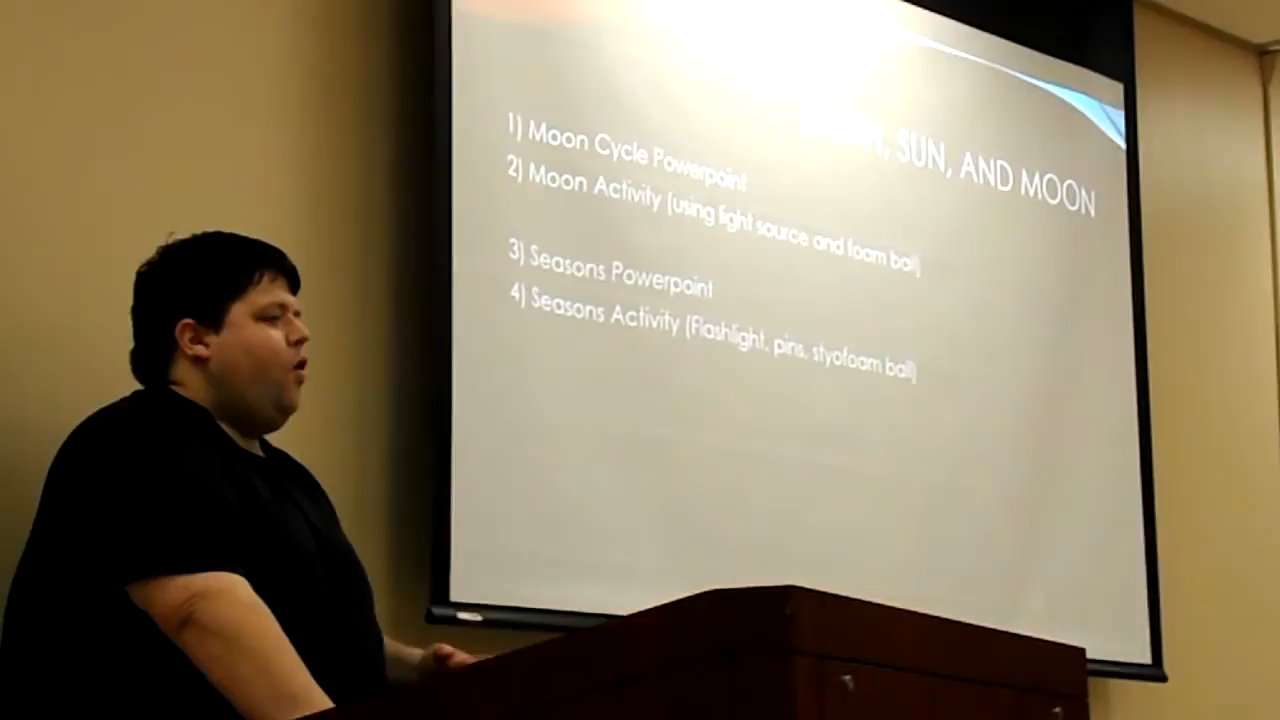 , SUN, AND MOON
1) Moon Cycle Powerpoint
2) Moon Activity (using light source and foam ball)
3) Seasons Powerpoint
4) Seasons Activity (Flashlight, pins, styofoam ball)